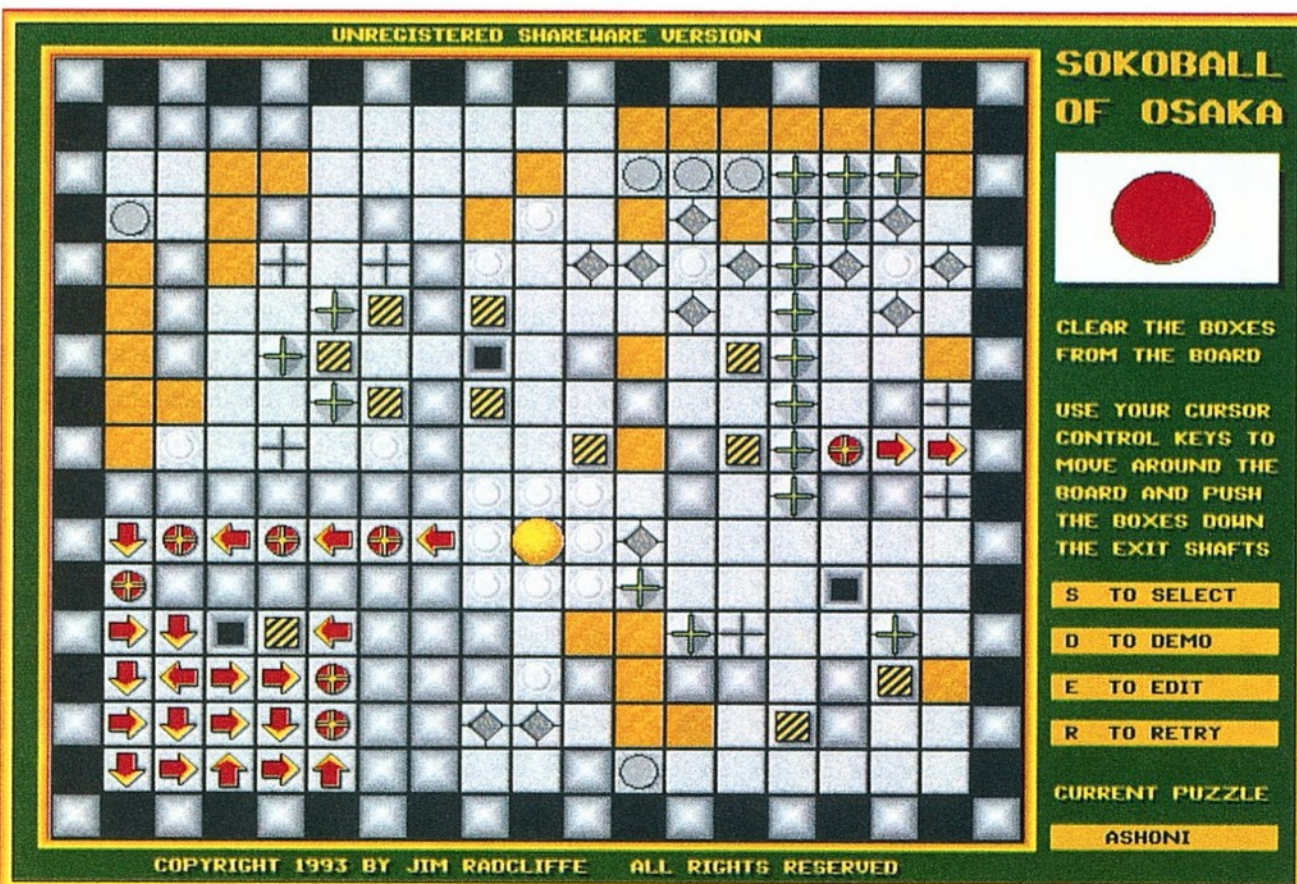 UNREGISTERED SHAREWARE VERSION
SOKOBALL
OF OSAKA
CLEAR THE BOXES
FROM THE BOARD
USE YOUR CURSOR
CONTROL KEYS TO
MOVE AROUND THE
BOARD AND PUSH
THE BOXES DOWN
THE EXIT SHAFTS
S TO SELECT
D TO DEMO
E TO EDIT
R TO RETRY
CURRENT PUZZLE
ASHONI
COPYRIGHT 1993 BY JIM RADCLIFFE ALL RIGHTS RESERVED